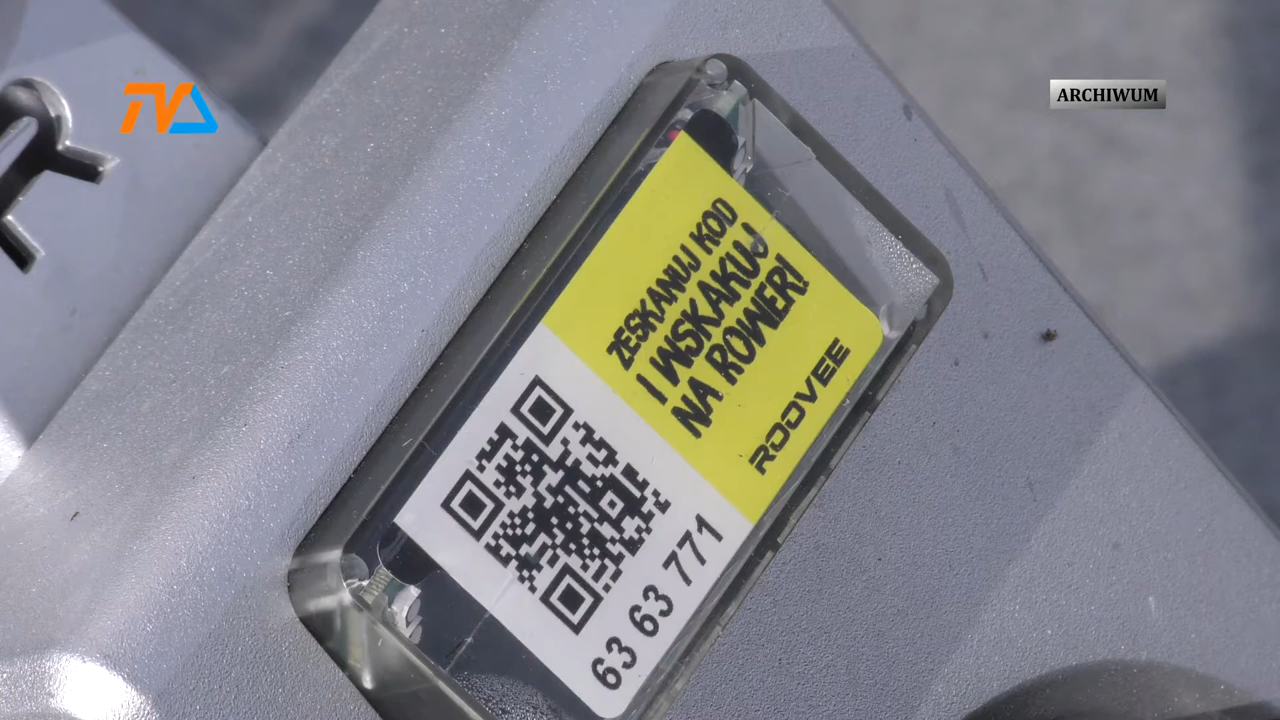 TVA
ARCHIWUM
ZESKANUJ KOD
I WSKAKUJ
NA ROWER!
ROOVEE
63 63 771